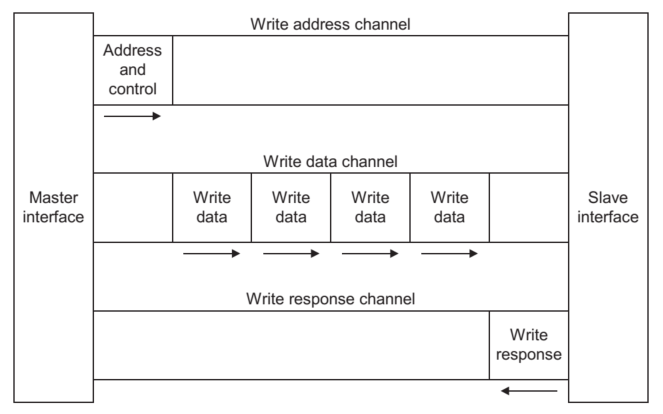 Write address channel
Address
and
control
Write data channel
Master
interface
Write
data
Write
data
Write
data
Write
data
Slave
interface
Write response channel
Write
response